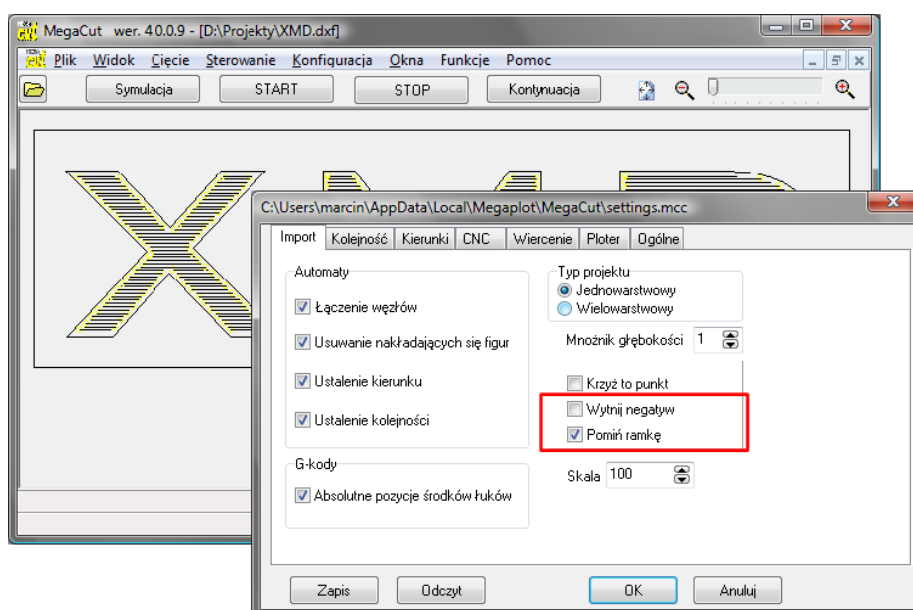 MegaCut wer. 4.0.0.9 - [D:\Projekty\XMD.dxf]
Plik Widok Cięcie Sterowanie Konfiguracja Okna Funkcje Pomoc
Symulacja START STOP Kontynuacja
C:\Users\marcin\AppData\Local\Megaplot\MegaCut\settings.mcc
Import Kolejność Kierunki CNC Wiercenie Ploter Ogólne
Automaty
Łączenie węzłów
Usuwanie nakładających się figur
Ustalenie kierunku
Ustalenie kolejności
G-kody
Absolutne pozycje środków łuków
Typ projektu
Jednowarstwowy
Wielowarstwowy
Mnożnik głębokości 1
Krzyż to punkt
Wytnij negatyw
Pomiń ramkę
Skala 100
Zapis Odczyt OK Anuluj